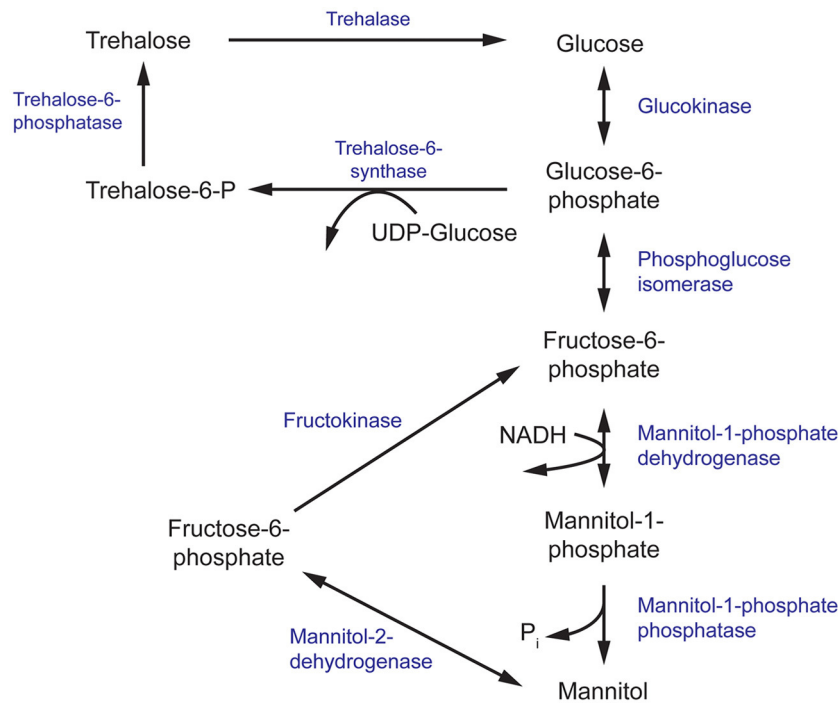 Trehalase
Trehalose
Glucose
Trehalose-6-
phosphatase
Glucokinase
Trehalose-6-
synthase
Trehalose-6-P
Glucose-6-
phosphate
UDP-Glucose
Phosphoglucose
isomerase
Fructose-6-
phosphate
Fructokinase
NADH
Mannitol-1-phosphate
dehydrogenase
Fructose-6-
phosphate
Mannitol-1-
phosphate
Mannitol-2-
dehydrogenase
Pi
Mannitol-1-phosphate
phosphatase
Mannitol